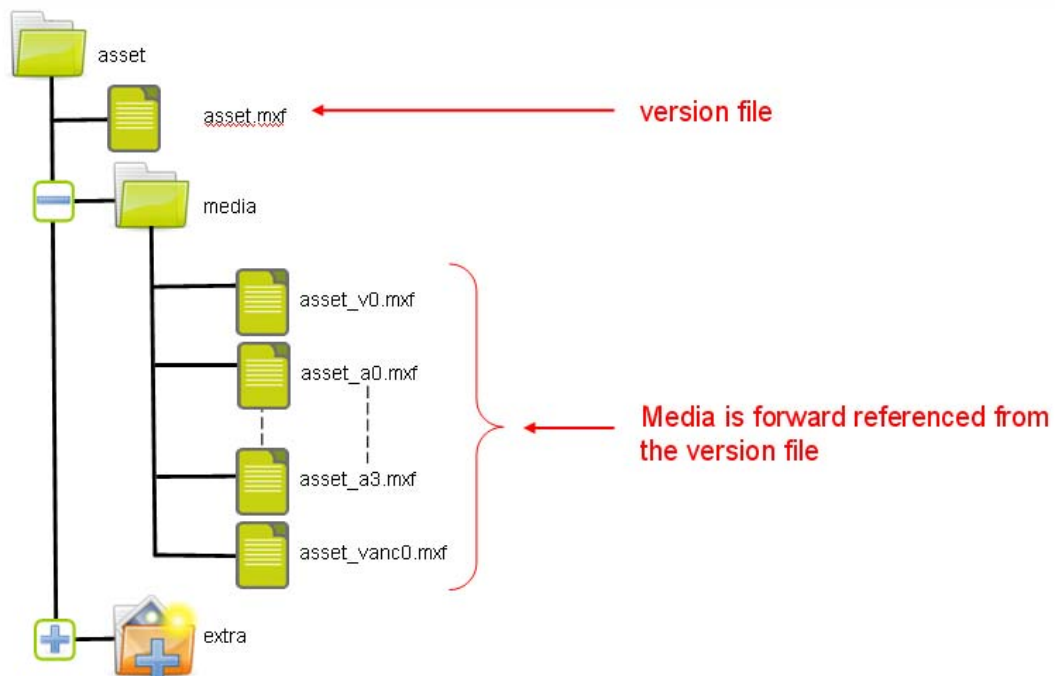 asset
asset.mxf
version file
media
asset_v0.mxf
asset_a0.mxf
Media is forward referenced from
the version file
asset_a3.mxf
asset_vanc0.mxf
extra